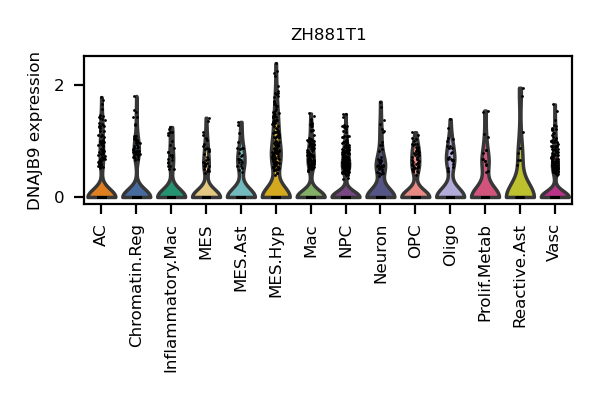 ZH881T1
DNAJB9 expression
2
0
AC
Chromatin.Reg
Inflammatory.Mac
MES
MES.Ast
MES.Hyp
Mac
NPC
Neuron
OPC
Oligo
Prolif.Metab
Reactive.Ast
Vasc